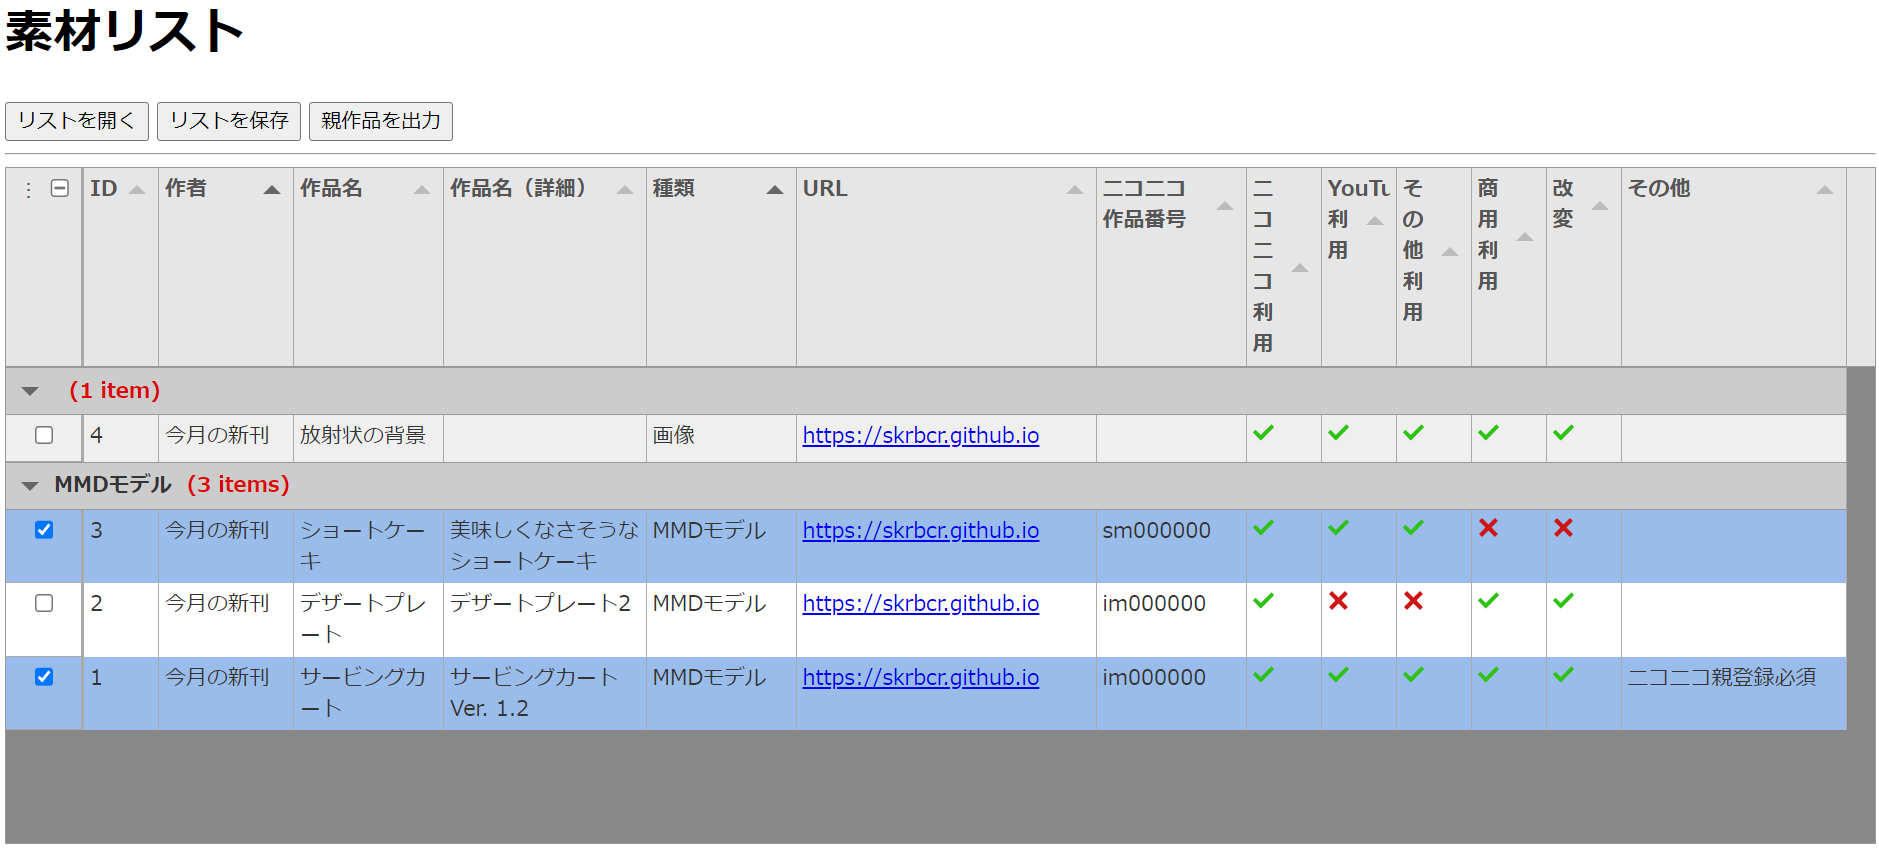 素材リスト
リストを開く リストを保存 親作品を出力
ID 作者 作品名 作品名（詳細） 種類 URL ニコニコ作品番号 ニコニコ利用 YouTu利用 その他利用 商用利用 改変 その他
(1 item)
4 今月の新刊 放射状の背景 画像 https://skrbcr.github.io
MMDモデル (3 items)
3 今月の新刊 ショートケーキ 美味しくなさそうなショートケーキ MMDモデル https://skrbcr.github.io sm000000
2 今月の新刊 デザートプレート デザートプレート2 MMDモデル https://skrbcr.github.io im000000
1 今月の新刊 サービングカート サービングカート Ver. 1.2 MMDモデル https://skrbcr.github.io im000000 ニコニコ親登録必須